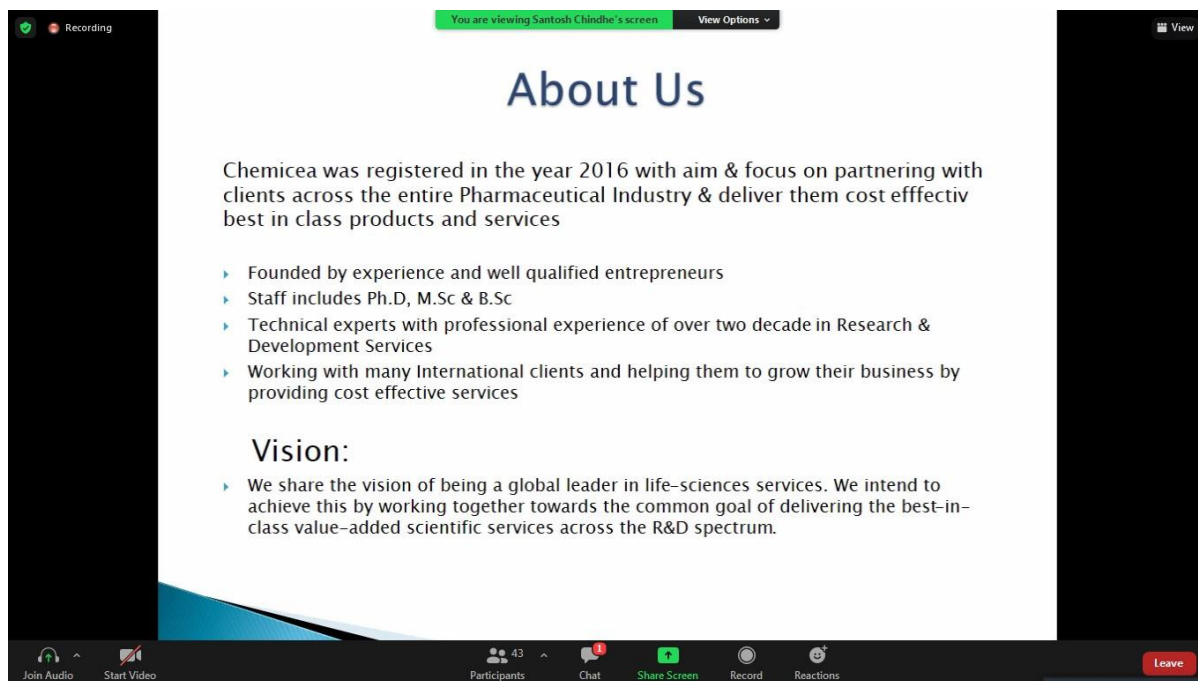 Recording
You are viewing Santosh Chindhe's screen View Options
View
About Us
Chemicea was registered in the year 2016 with aim & focus on partnering with
clients across the entire Pharmaceutical Industry & deliver them cost efffectiv
best in class products and services
Founded by experience and well qualified entrepreneurs
Staff includes Ph.D, M.Sc & B.Sc
Technical experts with professional experience of over two decade in Research &
Development Services
Working with many International clients and helping them to grow their business by
providing cost effective services
Vision:
We share the vision of being a global leader in life-sciences services. We intend to
achieve this by working together towards the common goal of delivering the best-in-
class value-added scientific services across the R&D spectrum.
43 1
Join Audio Start Video Participants Chat Share Screen Record Reactions Leave